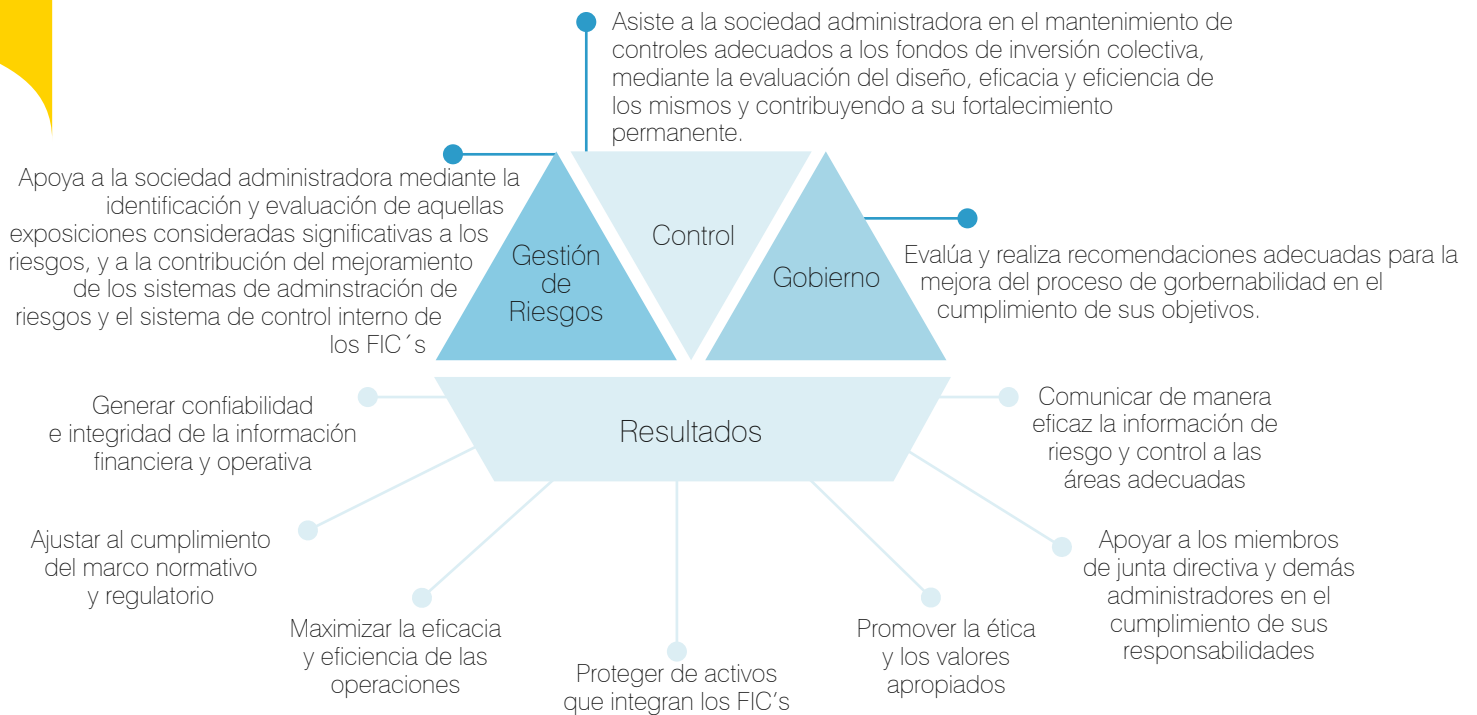 Asiste a la sociedad administradora en el mantenimiento de
controles adecuados a los fondos de inversión colectiva,
mediante la evaluación del diseño, eficacia y eficiencia de
los mismos y contribuyendo a su fortalecimiento
permanente.
Apoya a la sociedad administradora mediante la
identificación y evaluación de aquellas
exposiciones consideradas significativas a los
riesgos, y a la contribución del mejoramiento
de los sistemas de adminstración de
riesgos y el sistema de control interno de
los FIC´s
Gestión
de
Riesgos
Control
Gobierno
Evalúa y realiza recomendaciones adecuadas para la
mejora del proceso de gorbernabilidad en el
cumplimiento de sus objetivos.
Resultados
Generar confiabilidad
e integridad de la información
financiera y operativa
Ajustar al cumplimiento
del marco normativo
y regulatorio
Maximizar la eficacia
y eficiencia de las
operaciones
Proteger de activos
que integran los FIC’s
Promover la ética
y los valores
apropiados
Apoyar a los miembros
de junta directiva y demás
administradores en el
cumplimiento de sus
responsabilidades
Comunicar de manera
eficaz la información de
riesgo y control a las
áreas adecuadas